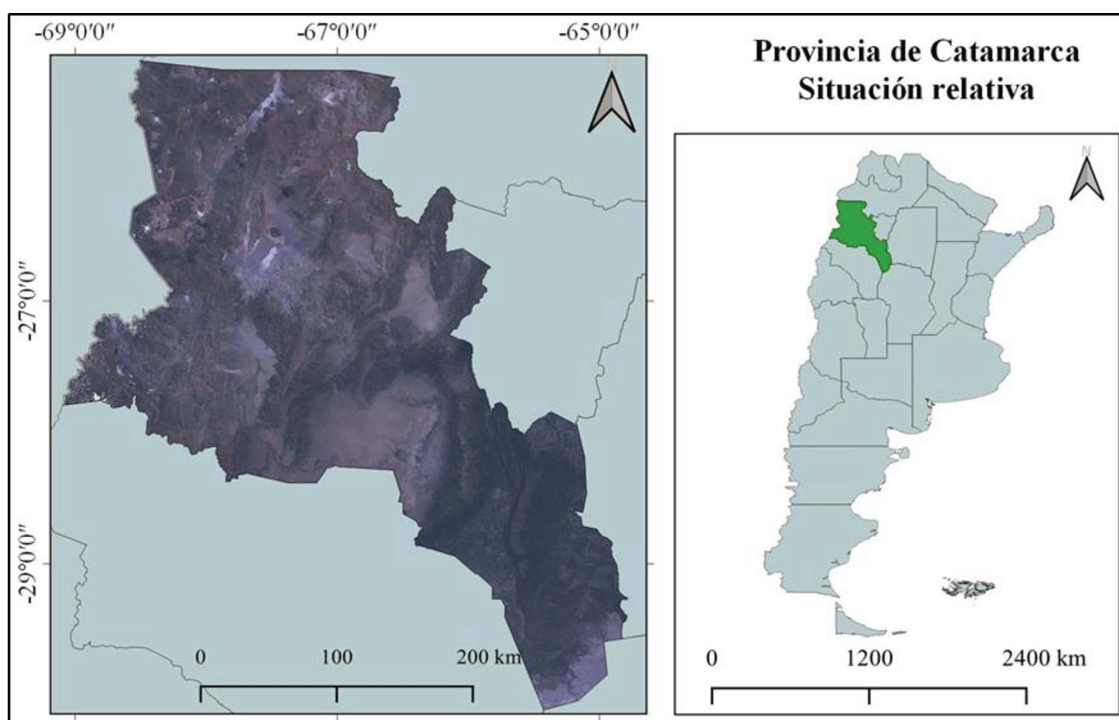 -69°0′0″ -67°0′0″ -65°0′0″
Provincia de Catamarca
Situación relativa
-27°0′0″
-29°0′0″
0 100 200 km
N
0 1200 2400 km